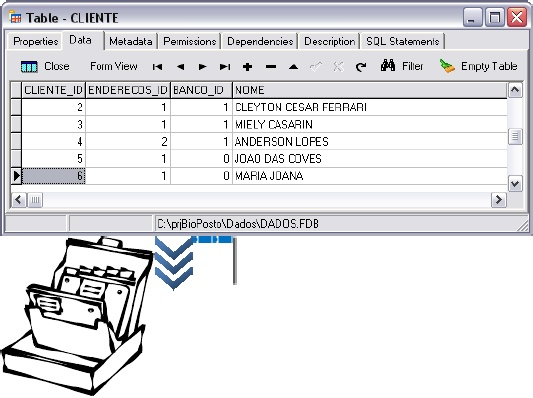 Table - CLIENTE
Properties Data Metadata Permissions Dependencies Description SQL Statements
Close Form View Filter Empty Table
CLIENTE_ID ENDERECOS_ID BANCO_ID NOME
2 1 1 CLEYTON CESAR FERRARI
3 1 1 MIELY CASARIN
4 2 1 ANDERSON LOPES
5 1 0 JOAO DAS COVES
6 1 0 MARIA JOANA
C:\prjBioPosto\Dados\DADOS.FDB